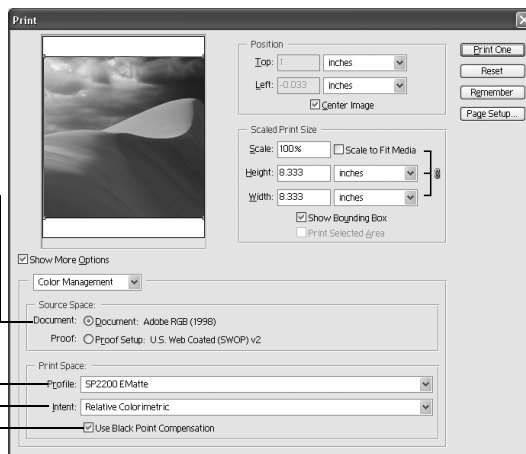 Print
Position
Top: 1 inches
Left: -0.033 inches
Center Image
Scaled Print Size
Scale: 100% Scale to Fit Media
Height: 8.333 inches
Width: 8.333 inches
Show Bounding Box
Print Selected Area
Print One
Reset
Remember
Page Setup...
Show More Options
Color Management
Source Space:
Document: Document: Adobe RGB (1998)
Proof: Proof Setup: U.S. Web Coated (SWOP) v2
Print Space:
Profile: SP2200 EMatte
Intent: Relative Colorimetric
Use Black Point Compensation